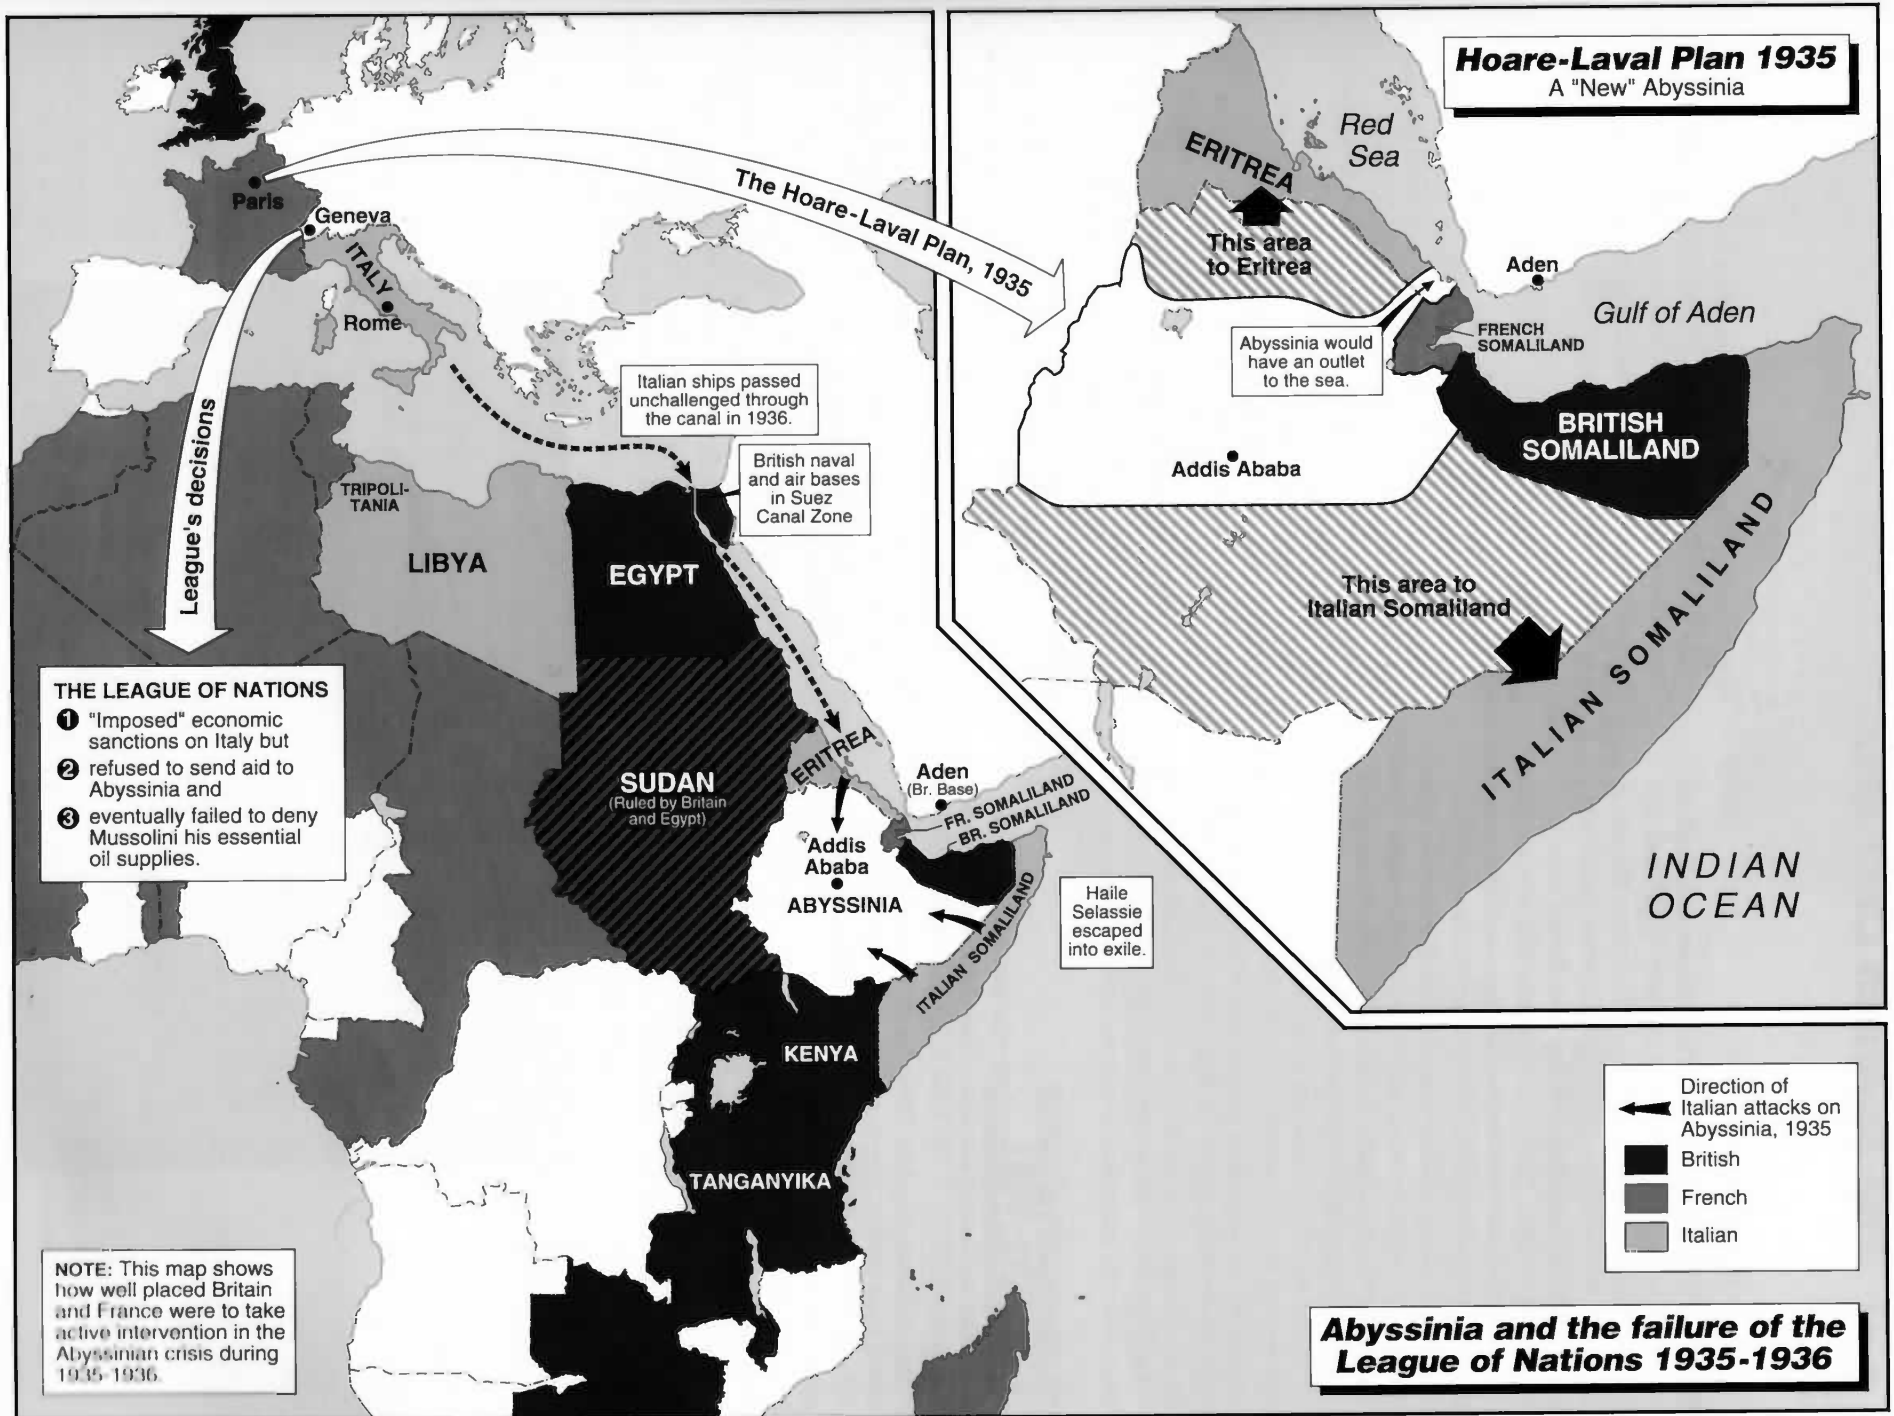 Hoare-Laval Plan 1935
A "New" Abyssinia
Red
Sea
ERITREA
This area
to Eritrea
Aden
Gulf of Aden
FRENCH
SOMALILAND
Abyssinia would
have an outlet
to the sea.
BRITISH
SOMALILAND
Addis Ababa
This area to
Italian Somaliland
ITALIAN SOMALILAND
INDIAN
OCEAN
Paris
Geneva
The Hoare-Laval Plan, 1935
ITALY
Rome
Italian ships passed
unchallenged through
the canal in 1936.
British naval
and air bases
in Suez
Canal Zone
League's decisions
TRIPOLI-
TANIA
LIBYA
EGYPT
THE LEAGUE OF NATIONS
1 "Imposed" economic
sanctions on Italy but
2 refused to send aid to
Abyssinia and
3 eventually failed to deny
Mussolini his essential
oil supplies.
SUDAN
(Ruled by Britain
and Egypt)
ERITREA
Aden
(Br. Base)
FR. SOMALILAND
BR. SOMALILAND
Addis
Ababa
ABYSSINIA
ITALIAN SOMALILAND
Haile
Selassie
escaped
into exile.
KENYA
TANGANYIKA
NOTE: This map shows
how well placed Britain
and France were to take
active intervention in the
Abyssinian crisis during
1935-1936.
Direction of
Italian attacks on
Abyssinia, 1935
British
French
Italian
Abyssinia and the failure of the
League of Nations 1935-1936